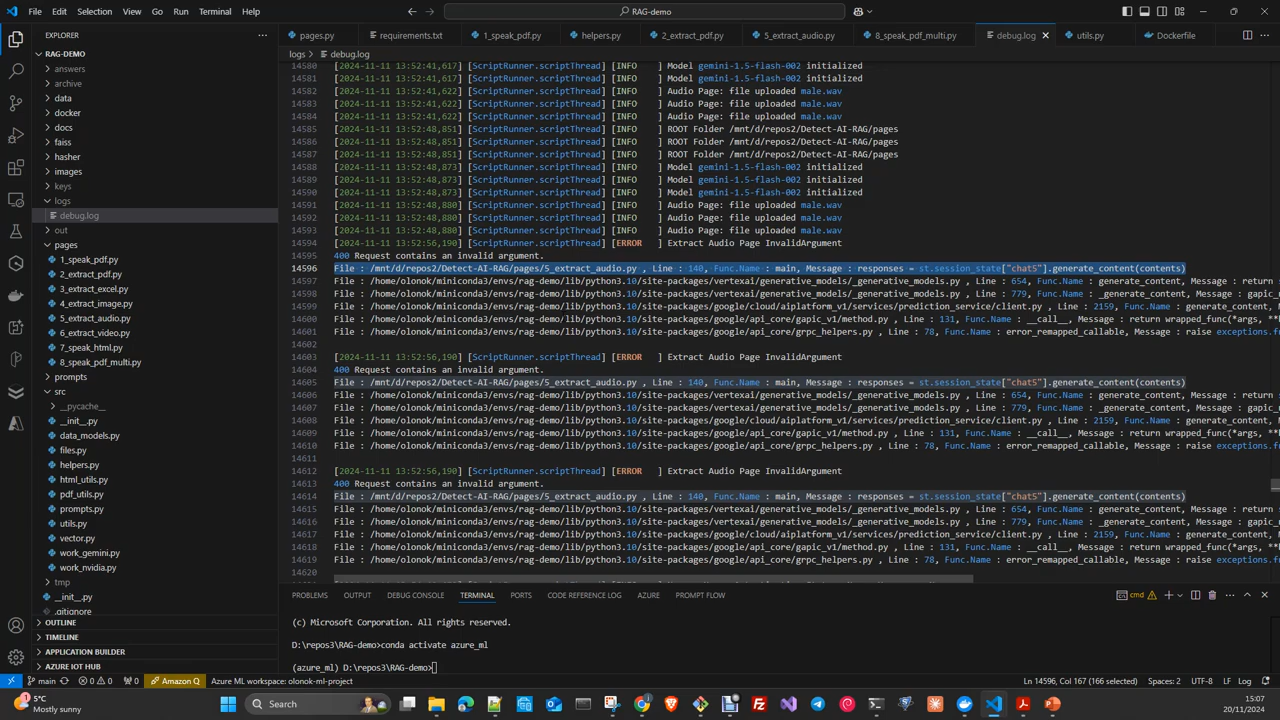 File Edit Selection View Go Run Terminal Help
RAG-demo
EXPLORER
pages.py requirements.txt 1_speak_pdf.py helpers.py 2_extract_pdf.py 5_extract_audio.py 8_speak_pdf_multi.py debug.log utils.py Dockerfile
RAG-DEMO
answers
archive
data
docker
docs
faiss
hasher
images
keys
logs
debug.log
out
pages
1_speak_pdf.py
2_extract_pdf.py
3_extract_excel.py
4_extract_image.py
5_extract_audio.py
6_extract_video.py
7_speak_html.py
8_speak_pdf_multi.py
prompts
src
__pycache__
__init__.py
data_models.py
files.py
helpers.py
html_utils.py
pdf_utils.py
prompts.py
utils.py
vector.py
work_gemini.py
work_nvidia.py
tmp
__init__.py
.gitignore
OUTLINE
TIMELINE
APPLICATION BUILDER
AZURE IOT HUB
logs > debug.log
14580 [2024-11-11 13:52:41,617] [ScriptRunner.scriptThread] [INFO ] Model gemini-1.5-flash-002 initialized
14581 [2024-11-11 13:52:41,617] [ScriptRunner.scriptThread] [INFO ] Model gemini-1.5-flash-002 initialized
14582 [2024-11-11 13:52:41,622] [ScriptRunner.scriptThread] [INFO ] Audio Page: file uploaded male.wav
14583 [2024-11-11 13:52:41,622] [ScriptRunner.scriptThread] [INFO ] Audio Page: file uploaded male.wav
14584 [2024-11-11 13:52:41,622] [ScriptRunner.scriptThread] [INFO ] Audio Page: file uploaded male.wav
14585 [2024-11-11 13:52:48,851] [ScriptRunner.scriptThread] [INFO ] ROOT Folder /mnt/d/repos2/Detect-AI-RAG/pages
14586 [2024-11-11 13:52:48,851] [ScriptRunner.scriptThread] [INFO ] ROOT Folder /mnt/d/repos2/Detect-AI-RAG/pages
14587 [2024-11-11 13:52:48,851] [ScriptRunner.scriptThread] [INFO ] ROOT Folder /mnt/d/repos2/Detect-AI-RAG/pages
14588 [2024-11-11 13:52:48,873] [ScriptRunner.scriptThread] [INFO ] Model gemini-1.5-flash-002 initialized
14589 [2024-11-11 13:52:48,873] [ScriptRunner.scriptThread] [INFO ] Model gemini-1.5-flash-002 initialized
14590 [2024-11-11 13:52:48,873] [ScriptRunner.scriptThread] [INFO ] Model gemini-1.5-flash-002 initialized
14591 [2024-11-11 13:52:48,880] [ScriptRunner.scriptThread] [INFO ] Audio Page: file uploaded male.wav
14592 [2024-11-11 13:52:48,880] [ScriptRunner.scriptThread] [INFO ] Audio Page: file uploaded male.wav
14593 [2024-11-11 13:52:48,880] [ScriptRunner.scriptThread] [INFO ] Audio Page: file uploaded male.wav
14594 [2024-11-11 13:52:56,190] [ScriptRunner.scriptThread] [ERROR ] Extract Audio Page InvalidArgument
14595 400 Request contains an invalid argument.
14596 File : /mnt/d/repos2/Detect-AI-RAG/pages/5_extract_audio.py , Line : 140, Func.Name : main, Message : responses = st.session_state["chat5"].generate_content(contents)
14597 File : /home/olonok/miniconda3/envs/rag-demo/lib/python3.10/site-packages/vertexai/generative_models/_generative_models.py , Line : 654, Func.Name : generate_content, Message : return
14598 File : /home/olonok/miniconda3/envs/rag-demo/lib/python3.10/site-packages/vertexai/generative_models/_generative_models.py , Line : 779, Func.Name : _generate_content, Message : gapic_
14599 File : /home/olonok/miniconda3/envs/rag-demo/lib/python3.10/site-packages/google/cloud/aiplatform_v1/services/prediction_service/client.py , Line : 2159, Func.Name : generate_content
14600 File : /home/olonok/miniconda3/envs/rag-demo/lib/python3.10/site-packages/google/api_core/gapic_v1/method.py , Line : 131, Func.Name : __call__, Message : return wrapped_func(*args, **
14601 File : /home/olonok/miniconda3/envs/rag-demo/lib/python3.10/site-packages/google/api_core/grpc_helpers.py , Line : 78, Func.Name : error_remapped_callable, Message : raise exceptions.f
14602
14603 [2024-11-11 13:52:56,190] [ScriptRunner.scriptThread] [ERROR ] Extract Audio Page InvalidArgument
14604 400 Request contains an invalid argument.
14605 File : /mnt/d/repos2/Detect-AI-RAG/pages/5_extract_audio.py , Line : 140, Func.Name : main, Message : responses = st.session_state["chat5"].generate_content(contents)
14606 File : /home/olonok/miniconda3/envs/rag-demo/lib/python3.10/site-packages/vertexai/generative_models/_generative_models.py , Line : 654, Func.Name : generate_content, Message : return
14607 File : /home/olonok/miniconda3/envs/rag-demo/lib/python3.10/site-packages/vertexai/generative_models/_generative_models.py , Line : 779, Func.Name : _generate_content, Message : gapic_
14608 File : /home/olonok/miniconda3/envs/rag-demo/lib/python3.10/site-packages/google/cloud/aiplatform_v1/services/prediction_service/client.py , Line : 2159, Func.Name : generate_content
14609 File : /home/olonok/miniconda3/envs/rag-demo/lib/python3.10/site-packages/google/api_core/gapic_v1/method.py , Line : 131, Func.Name : __call__, Message : return wrapped_func(*args, **
14610 File : /home/olonok/miniconda3/envs/rag-demo/lib/python3.10/site-packages/google/api_core/grpc_helpers.py , Line : 78, Func.Name : error_remapped_callable, Message : raise exceptions.f
14611
14612 [2024-11-11 13:52:56,190] [ScriptRunner.scriptThread] [ERROR ] Extract Audio Page InvalidArgument
14613 400 Request contains an invalid argument.
14614 File : /mnt/d/repos2/Detect-AI-RAG/pages/5_extract_audio.py , Line : 140, Func.Name : main, Message : responses = st.session_state["chat5"].generate_content(contents)
14615 File : /home/olonok/miniconda3/envs/rag-demo/lib/python3.10/site-packages/vertexai/generative_models/_generative_models.py , Line : 654, Func.Name : generate_content, Message : return
14616 File : /home/olonok/miniconda3/envs/rag-demo/lib/python3.10/site-packages/vertexai/generative_models/_generative_models.py , Line : 779, Func.Name : _generate_content, Message : gapic_
14617 File : /home/olonok/miniconda3/envs/rag-demo/lib/python3.10/site-packages/google/cloud/aiplatform_v1/services/prediction_service/client.py , Line : 2159, Func.Name : generate_content
14618 File : /home/olonok/miniconda3/envs/rag-demo/lib/python3.10/site-packages/google/api_core/gapic_v1/method.py , Line : 131, Func.Name : __call__, Message : return wrapped_func(*args, **
14619 File : /home/olonok/miniconda3/envs/rag-demo/lib/python3.10/site-packages/google/api_core/grpc_helpers.py , Line : 78, Func.Name : error_remapped_callable, Message : raise exceptions.f
14620
PROBLEMS OUTPUT DEBUG CONSOLE TERMINAL PORTS CODE REFERENCE LOG AZURE PROMPT FLOW
cmd
(c) Microsoft Corporation. All rights reserved.
D:\repos3\RAG-demo>conda activate azure_ml
(azure_ml) D:\repos3\RAG-demo>
main 0 0 0 Amazon Q Azure ML workspace: olonok-ml-project
Ln 14596, Col 167 (166 selected) Spaces: 2 UTF-8 LF Log
5°C
Mostly sunny
Search
15:07
20/11/2024